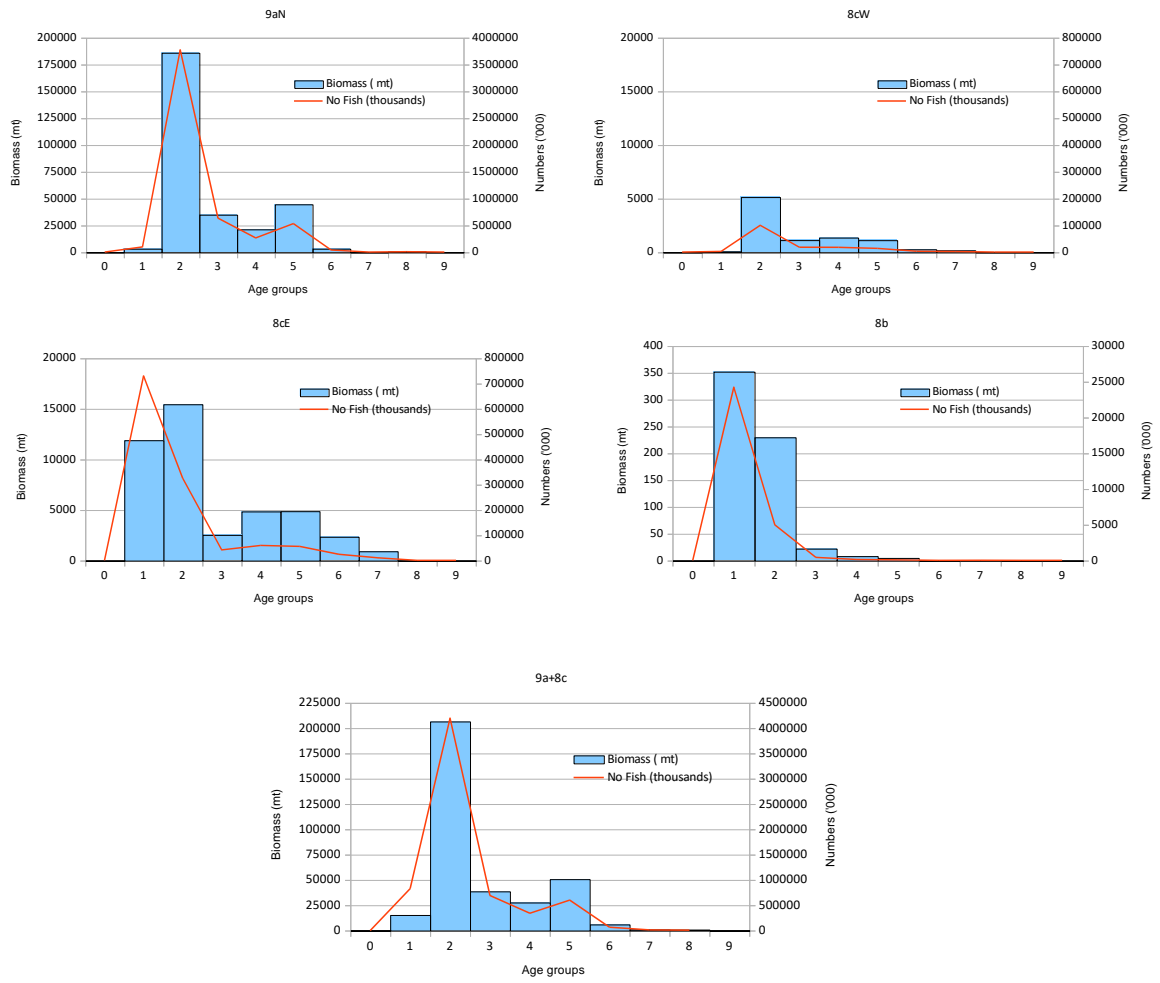 9aN
200000
175000
150000
125000
100000
75000
50000
25000
0
4000000
3500000
3000000
2500000
2000000
1500000
1000000
500000
0
Biomass (mt)
Numbers ('000)
Biomass ( mt)
No Fish (thousands)
0 1 2 3 4 5 6 7 8 9
Age groups
8cW
20000
15000
10000
5000
0
800000
700000
600000
500000
400000
300000
200000
100000
0
Biomass (mt)
Numbers ('000)
Biomass ( mt)
No Fish (thousands)
0 1 2 3 4 5 6 7 8 9
Age groups
8cE
20000
15000
10000
5000
0
800000
700000
600000
500000
400000
300000
200000
100000
0
Biomass (mt)
Numbers ('000)
Biomass ( mt)
No Fish (thousands)
0 1 2 3 4 5 6 7 8 9
Age groups
8b
400
350
300
250
200
150
100
50
0
30000
25000
20000
15000
10000
5000
0
Biomass (mt)
Numbers ('000)
Biomass ( mt)
No Fish (thousands)
0 1 2 3 4 5 6 7 8 9
Age groups
9a+8c
225000
200000
175000
150000
125000
100000
75000
50000
25000
0
4500000
4000000
3500000
3000000
2500000
2000000
1500000
1000000
500000
0
Biomass (mt)
Numbers ('000)
Biomass ( mt)
No Fish (thousands)
0 1 2 3 4 5 6 7 8 9
Age groups